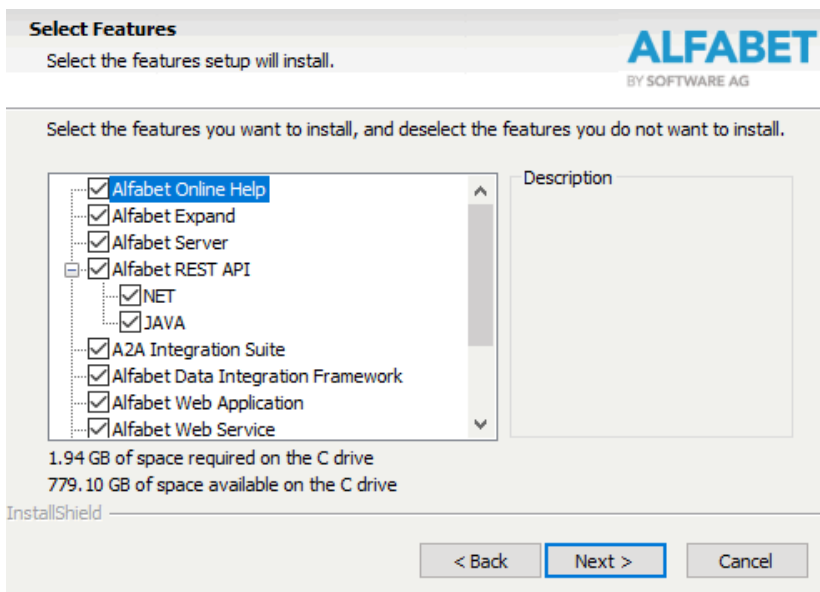 Select Features
Select the features setup will install.
ALFABET
BY SOFTWARE AG
Select the features you want to install, and deselect the features you do not want to install.
Alfabet Online Help
Alfabet Expand
Alfabet Server
Alfabet REST API
NET
JAVA
A2A Integration Suite
Alfabet Data Integration Framework
Alfabet Web Application
Alfabet Web Service
Description
1.94 GB of space required on the C drive
779.10 GB of space available on the C drive
InstallShield
< Back
Next >
Cancel